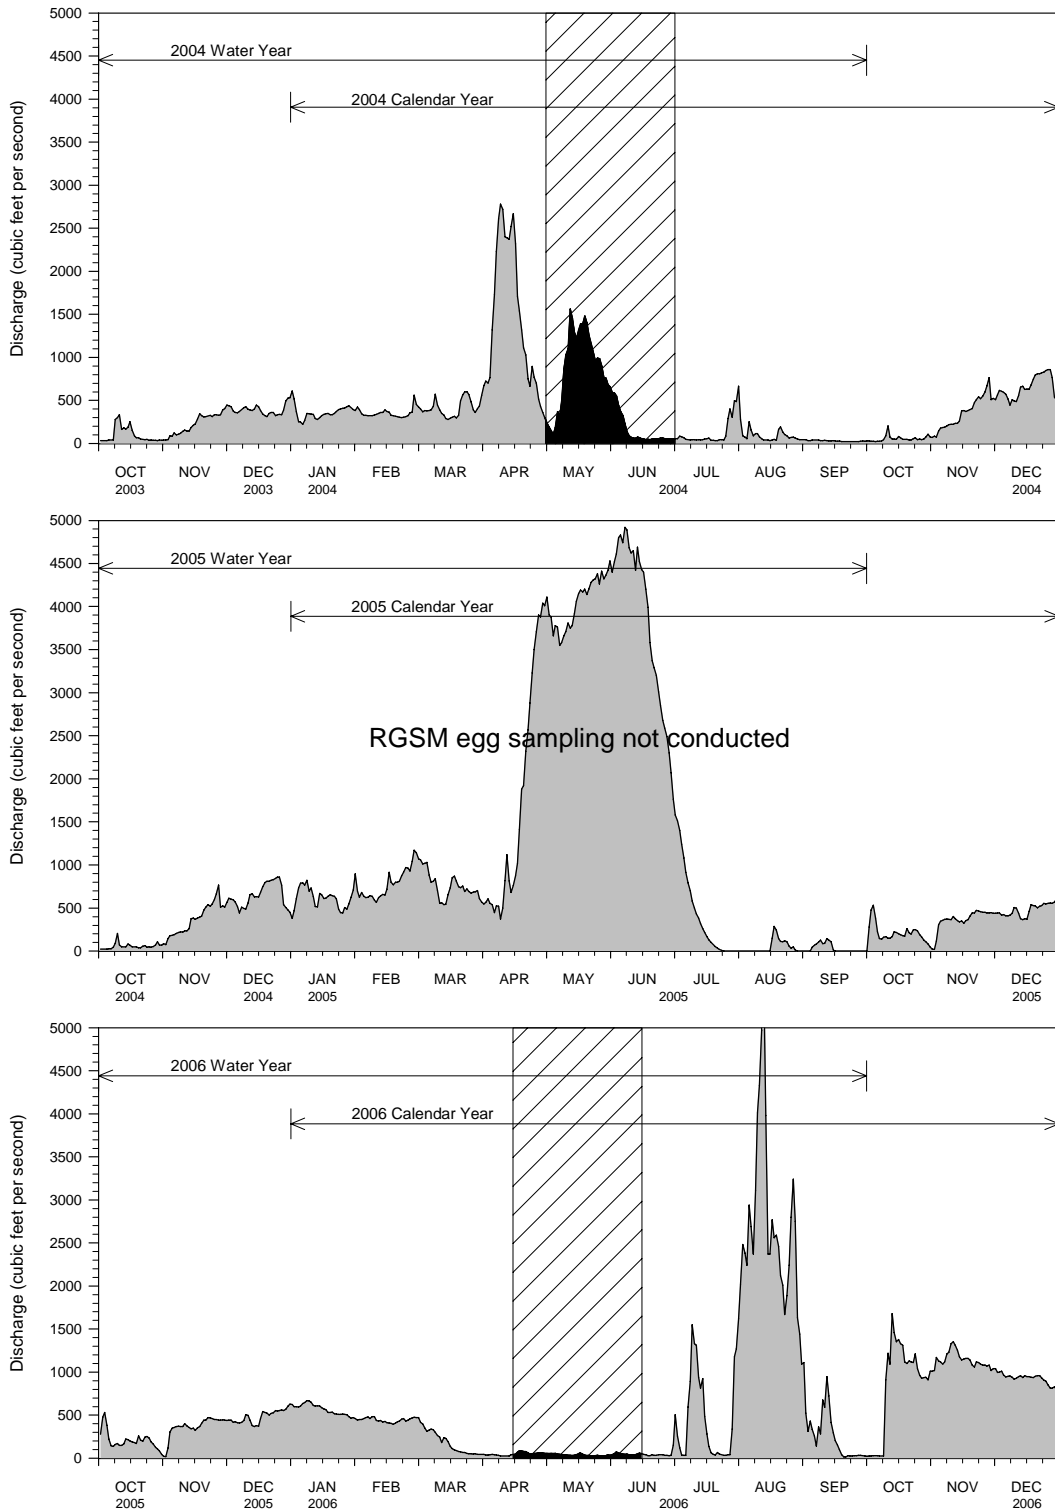 5000
2004 Water Year
4500
2004 Calendar Year
4000
3500
3000
2500
2000
1500
1000
500
0
Discharge (cubic feet per second)
OCT NOV DEC JAN FEB MAR APR MAY JUN JUL AUG SEP OCT NOV DEC
2003 2003 2004 2004 2004
5000
2005 Water Year
4500
2005 Calendar Year
4000
3500
3000
RGSM egg sampling not conducted
2500
2000
1500
1000
500
0
Discharge (cubic feet per second)
OCT NOV DEC JAN FEB MAR APR MAY JUN JUL AUG SEP OCT NOV DEC
2004 2004 2005 2005 2005
5000
2006 Water Year
4500
2006 Calendar Year
4000
3500
3000
2500
2000
1500
1000
500
0
Discharge (cubic feet per second)
OCT NOV DEC JAN FEB MAR APR MAY JUN JUL AUG SEP OCT NOV DEC
2005 2005 2006 2006 2006